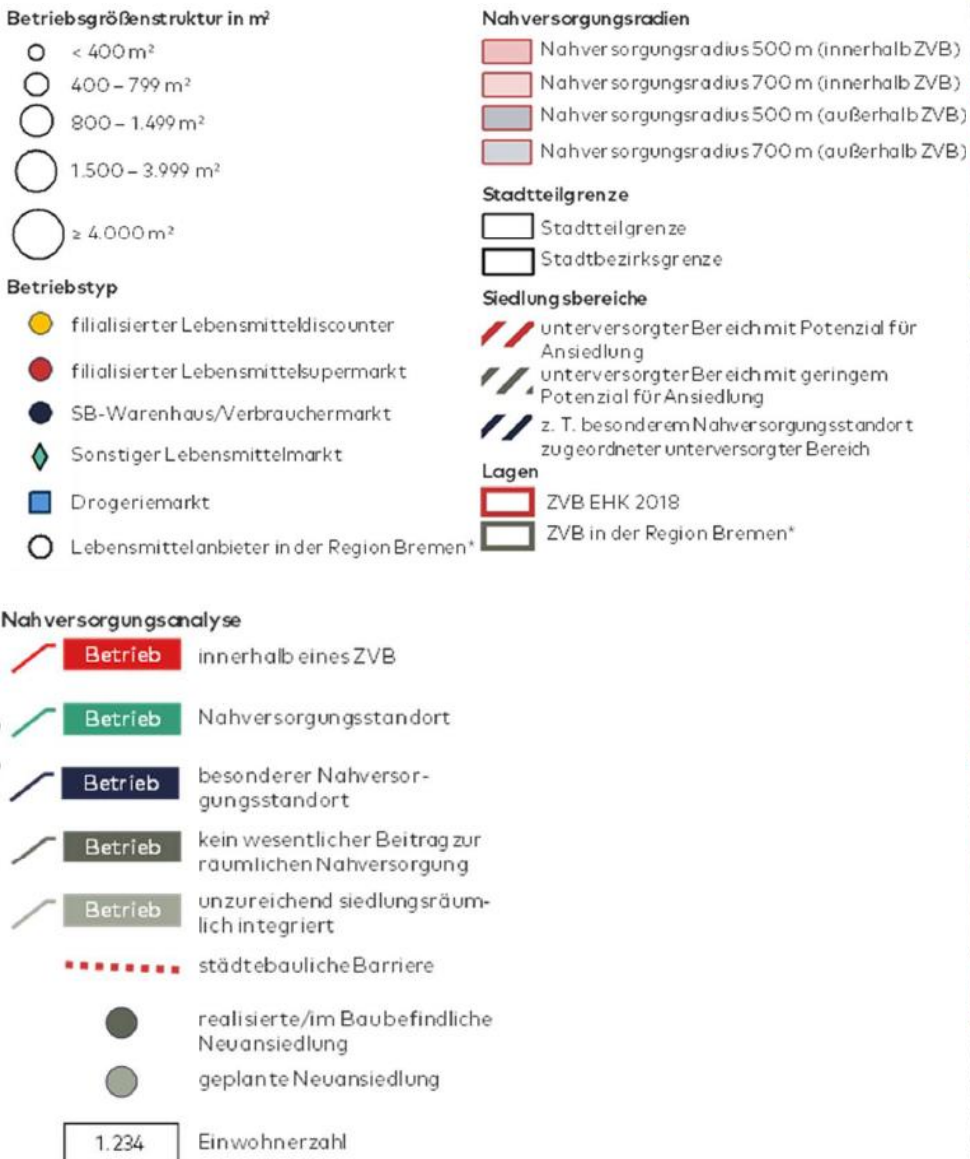 Betriebsgrößenstruktur in m²
< 400 m²
400 – 799 m²
800 – 1.499 m²
1.500 – 3.999 m²
≥ 4.000 m²
Betriebstyp
filialisierter Lebensmitteldiscounter
filialisierter Lebensmittelsupermarkt
SB-Warenhaus/Verbrauchermarkt
Sonstiger Lebensmittelmarkt
Drogeriemarkt
Lebensmittelanbieter in der Region Bremen*
Nahversorgungsradien
Nahversorgungsradius 500 m (innerhalb ZVB)
Nahversorgungsradius 700 m (innerhalb ZVB)
Nahversorgungsradius 500 m (außerhalb ZVB)
Nahversorgungsradius 700 m (außerhalb ZVB)
Stadtteilgrenze
Stadtteilgrenze
Stadtbezirksgrenze
Siedlungsbereiche
unterversorgter Bereich mit Potenzial für
Ansiedlung
unterversorgter Bereich mit geringem
Potenzial für Ansiedlung
z. T. besonderem Nahversorgungsstandort
zugeordneter unterversorgter Bereich
Lagen
ZVB EHK 2018
ZVB in der Region Bremen*
Nahversorgungsanalyse
Betrieb innerhalb eines ZVB
Betrieb Nahversorgungsstandort
Betrieb besonderer Nahversor-
gungsstandort
Betrieb kein wesentlicher Beitrag zur
räumlichen Nahversorgung
Betrieb unzureichend siedlungsräum-
lich integriert
städtebauliche Barriere
realisierte/im Bau befindliche
Neuansiedlung
geplante Neuansiedlung
1.234 Einwohnerzahl